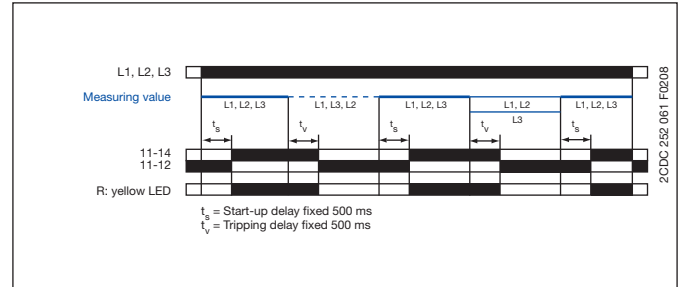 L1, L2, L3
Measuring value
L1, L2, L3
L1, L3, L2
L1, L2, L3
L1, L2
L3
L1, L2, L3
ts
tv
ts
tv
ts
11-14
11-12
R: yellow LED
ts = Start-up delay fixed 500 ms
tv = Tripping delay fixed 500 ms
2CDC 252 061 F0208